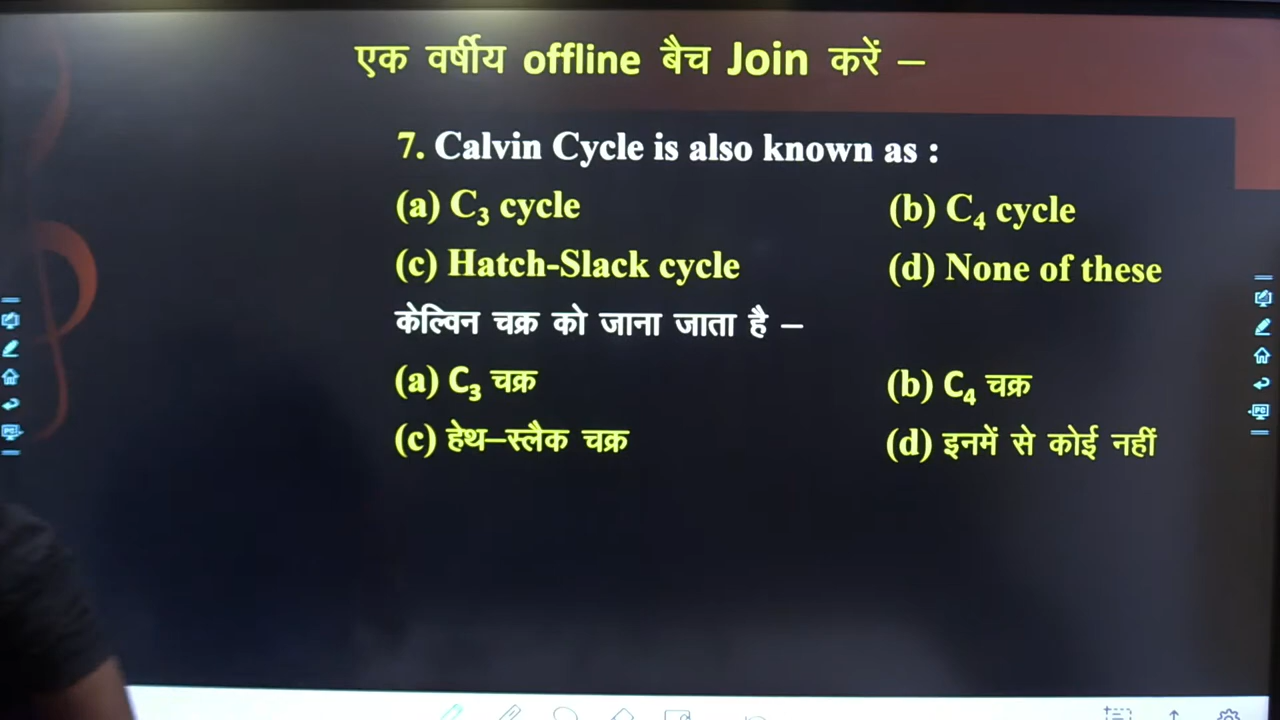 एक वर्षीय offline बैच Join करें –
7. Calvin Cycle is also known as :
(a) C₃ cycle (b) C₄ cycle
(c) Hatch-Slack cycle (d) None of these
केल्विन चक्र को जाना जाता है –
(a) C₃ चक्र (b) C₄ चक्र
(c) हेथ–स्लैक चक्र (d) इनमें से कोई नहीं